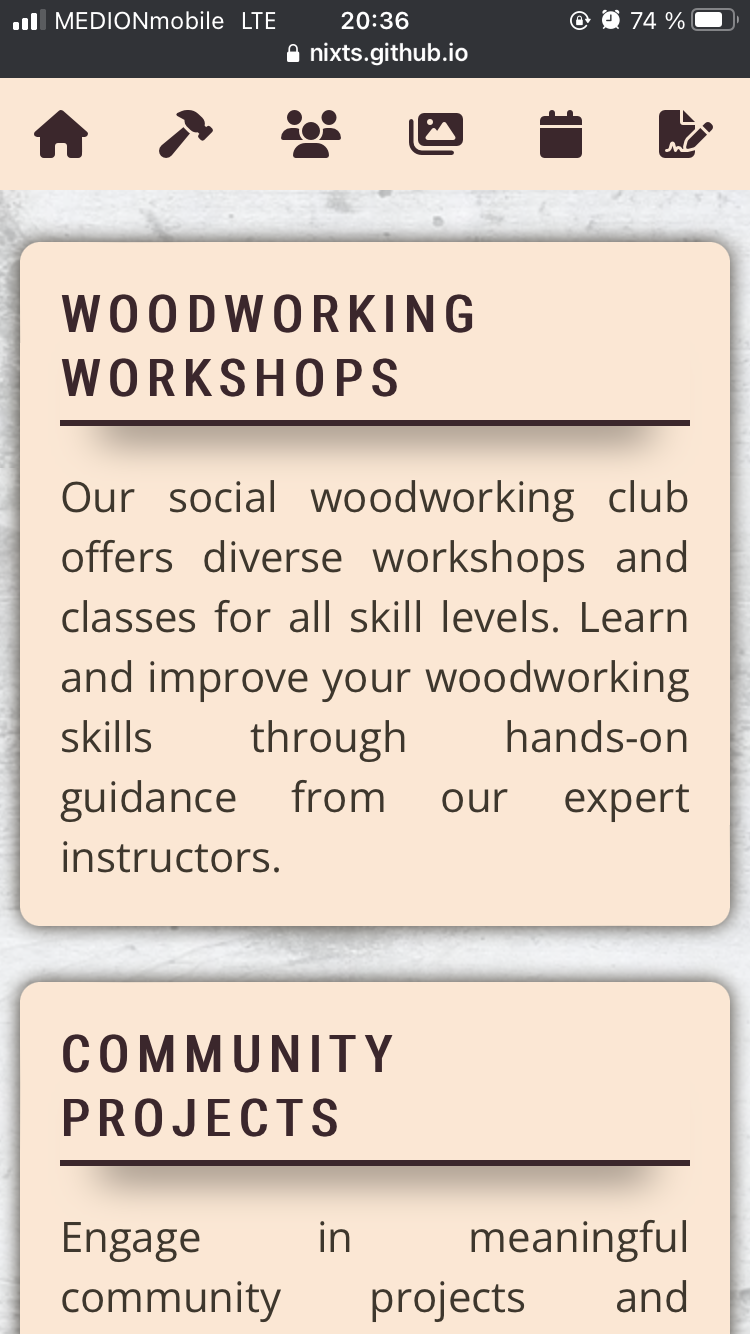 MEDIONmobile LTE 20:36 74 %
nixts.github.io
WOODWORKING
WORKSHOPS
Our social woodworking club
offers diverse workshops and
classes for all skill levels. Learn
and improve your woodworking
skills through hands-on
guidance from our expert
instructors.
COMMUNITY
PROJECTS
Engage in meaningful
community projects and